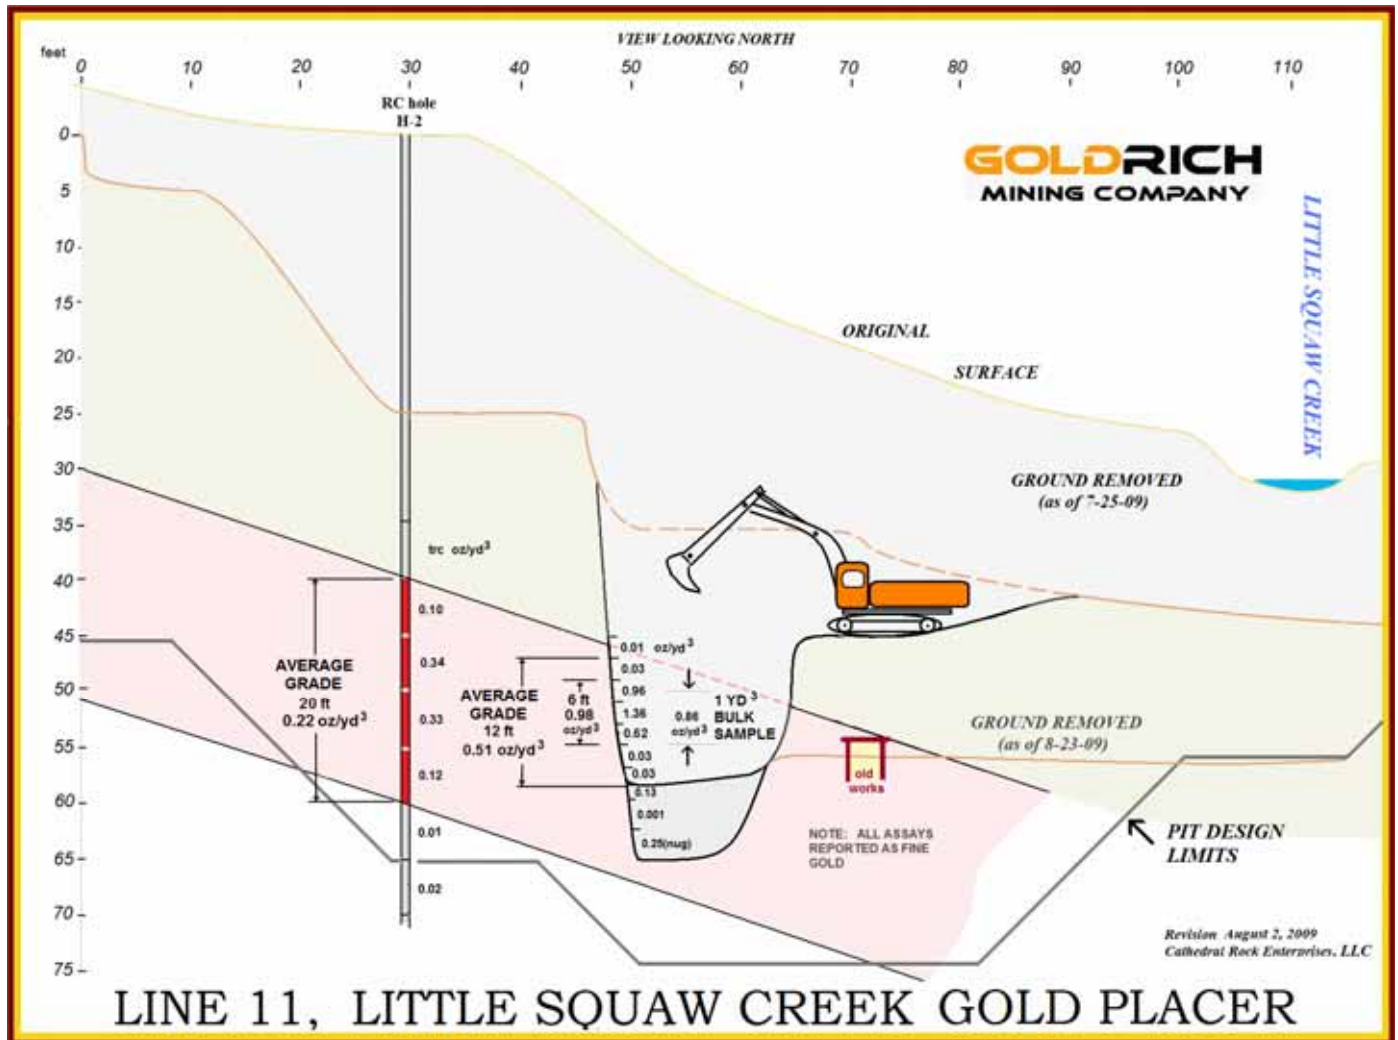 VIEW LOOKING NORTH
feet
0 10 20 30 40 50 60 70 80 90 100 110
RC hole
H-2
0
5
10
15
20
25
30
35
40
45
50
55
60
65
70
75
GOLDRICH
MINING COMPANY
LITTLE SQUAW CREEK
ORIGINAL
SURFACE
GROUND REMOVED
(as of 7-25-09)
trc oz/yd³
0.10
0.34
0.33
0.12
0.01
0.02
AVERAGE
GRADE
20 ft
0.22 oz/yd³
AVERAGE
GRADE
12 ft
0.51 oz/yd³
6 ft
0.98
oz/yd³
0.01 oz/yd³
0.03
0.96
1.36
0.62
0.03
0.03
0.13
0.001
0.25(nug)
0.86
oz/yd³
1 YD³
BULK
SAMPLE
GROUND REMOVED
(as of 8-23-09)
old
works
NOTE: ALL ASSAYS
REPORTED AS FINE
GOLD
PIT DESIGN
LIMITS
Revision August 2, 2009
Cathedral Rock Enterprises, LLC
LINE 11, LITTLE SQUAW CREEK GOLD PLACER